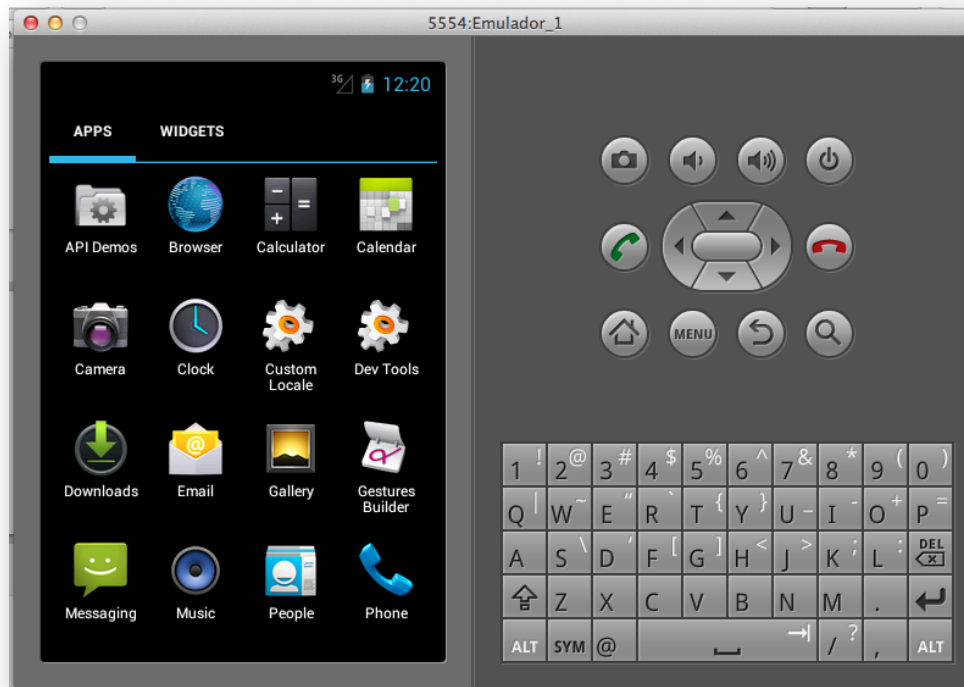 5554:Emulador_1
3G 12:20
APPS WIDGETS
API Demos Browser Calculator Calendar
Camera Clock Custom Locale Dev Tools
Downloads Email Gallery Gestures Builder
Messaging Music People Phone
MENU
1 ! 2 @ 3 # 4 $ 5 % 6 ^ 7 & 8 * 9 ( 0 )
Q | W ~ E “ R ` T { Y } U _ I - O + P =
A S \ D ‘ F [ G ] H < J > K ; L : DEL
Z X C V B N M .
ALT SYM @ / ? , ALT